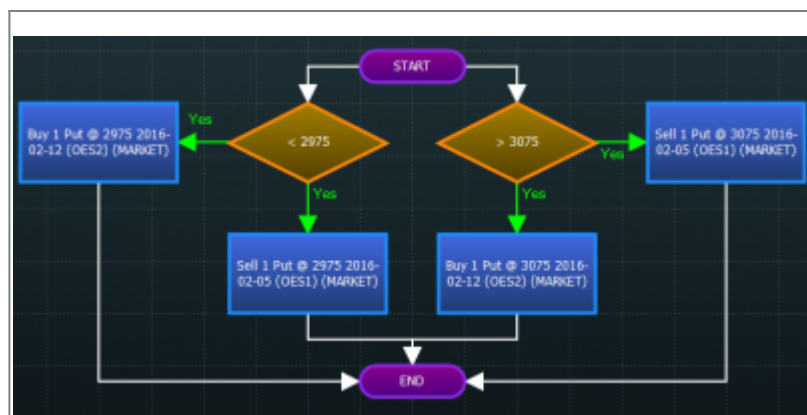 START
Yes
Buy 1 Put @ 2975 2016-
02-12 (OES2) (MARKET)
< 2975
> 3075
Yes
Sell 1 Put @ 3075 2016-
02-05 (OES1) (MARKET)
Yes
Yes
Sell 1 Put @ 2975 2016-
02-05 (OES1) (MARKET)
Buy 1 Put @ 3075 2016-
02-12 (OES2) (MARKET)
END